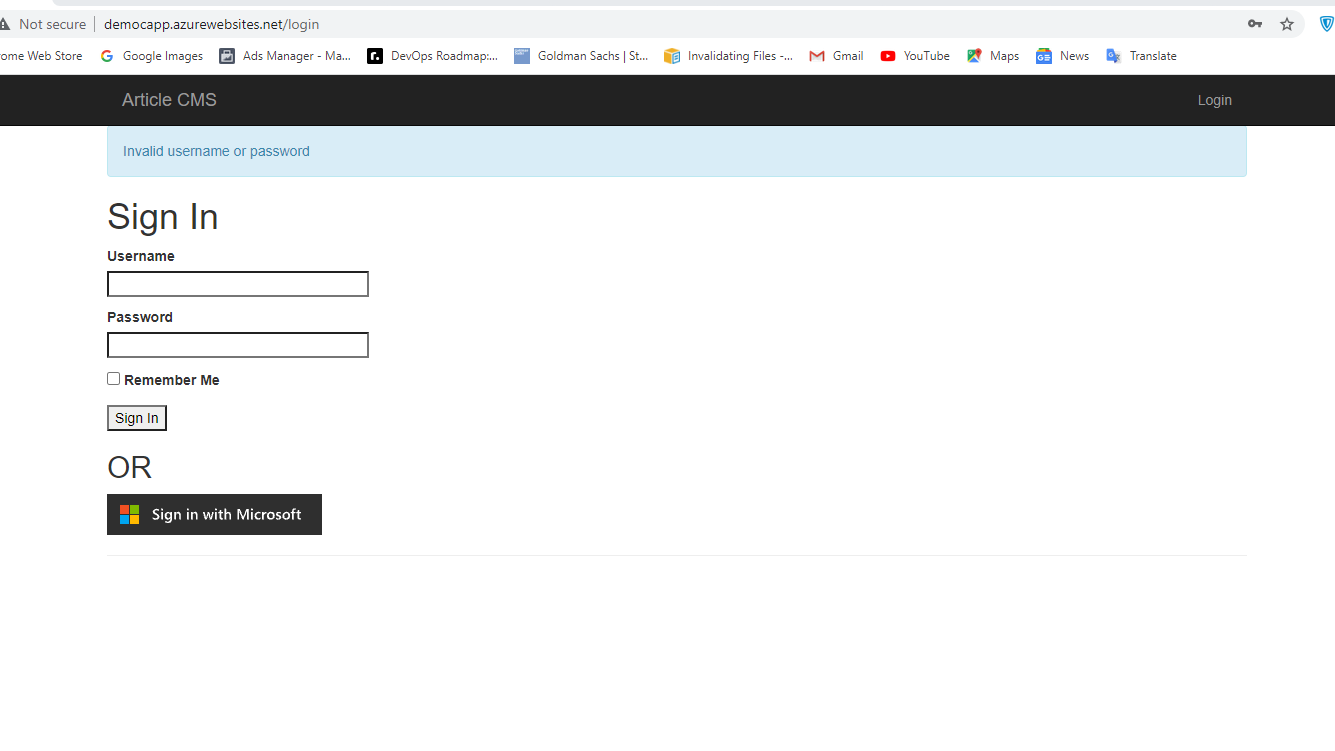 Not secure democapp.azurewebsites.net/login
ome Web Store Google Images Ads Manager - Ma... DevOps Roadmap:... Goldman Sachs | St... Invalidating Files -... Gmail YouTube Maps News Translate
Article CMS Login
Invalid username or password
Sign In
Username
Password
Remember Me
Sign In
OR
Sign in with Microsoft